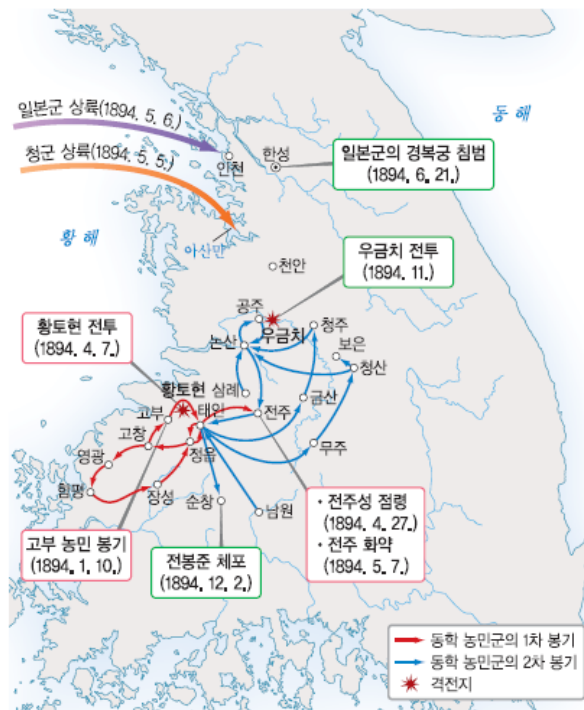 동해
일본군 상륙(1894. 5. 6.)
청군 상륙(1894. 5. 5.)
인천
한성
일본군의 경복궁 침범
(1894. 6. 21.)
황해
아산만
천안
우금치 전투
(1894. 11.)
공주
우금치
청주
보은
논산
청산
황토현 전투
(1894. 4. 7.)
황토현
삼례
금산
고부
태인
전주
고창
무주
정읍
영광
함평
장성
순창
남원
고부 농민 봉기
(1894. 1. 10.)
전봉준 체포
(1894. 12. 2.)
• 전주성 점령
(1894. 4. 27.)
• 전주 화약
(1894. 5. 7.)
동학 농민군의 1차 봉기
동학 농민군의 2차 봉기
격전지